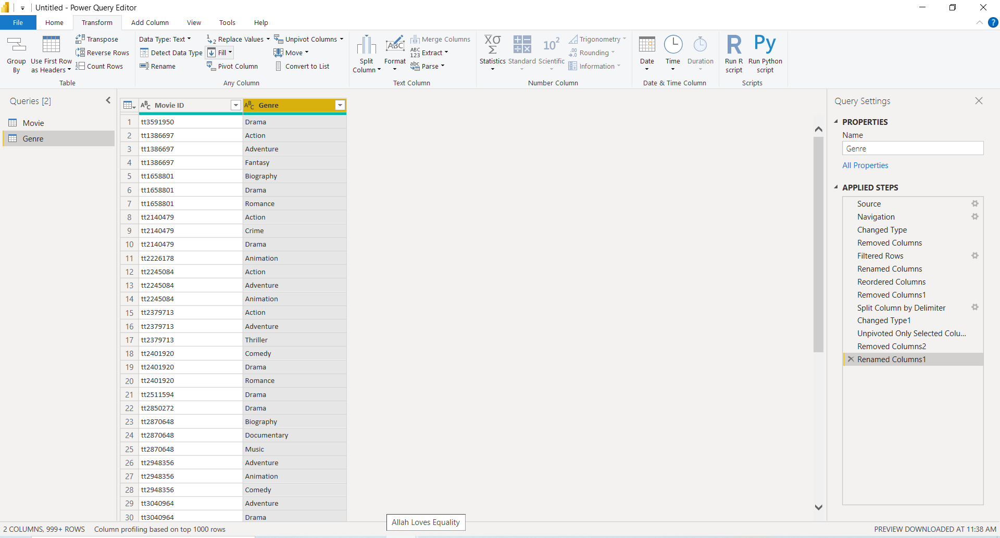 Untitled - Power Query Editor
File Home Transform Add Column View Tools Help
?
Group By
Use First Row as Headers
Transpose
Reverse Rows
Count Rows
Table
Data Type: Text
Detect Data Type
Rename
Replace Values
Fill
Pivot Column
Unpivot Columns
Move
Convert to List
Any Column
Split Column
Format
Merge Columns
Extract
Parse
Text Column
Statistics
Standard
Scientific
Trigonometry
Rounding
Information
Number Column
Date
Time
Duration
Date & Time Column
Run R script
Run Python script
Scripts
Queries [2]
Movie
Genre
Movie ID Genre
1 tt3591950 Drama
2 tt1386697 Action
3 tt1386697 Adventure
4 tt1386697 Fantasy
5 tt1658801 Biography
6 tt1658801 Drama
7 tt1658801 Romance
8 tt2140479 Action
9 tt2140479 Crime
10 tt2140479 Drama
11 tt2226178 Animation
12 tt2245084 Action
13 tt2245084 Adventure
14 tt2245084 Animation
15 tt2379713 Action
16 tt2379713 Adventure
17 tt2379713 Thriller
18 tt2401920 Comedy
19 tt2401920 Drama
20 tt2401920 Romance
21 tt2511594 Drama
22 tt2850272 Drama
23 tt2870648 Biography
24 tt2870648 Documentary
25 tt2870648 Music
26 tt2948356 Adventure
27 tt2948356 Animation
28 tt2948356 Comedy
29 tt3040964 Adventure
30 tt3040964 Drama
Allah Loves Equality
Query Settings
PROPERTIES
Name
Genre
All Properties
APPLIED STEPS
Source
Navigation
Changed Type
Removed Columns
Filtered Rows
Renamed Columns
Reordered Columns
Removed Columns1
Split Column by Delimiter
Changed Type1
Unpivoted Only Selected Colu...
Removed Columns2
Renamed Columns1
2 COLUMNS, 999+ ROWS Column profiling based on top 1000 rows
PREVIEW DOWNLOADED AT 11:38 AM